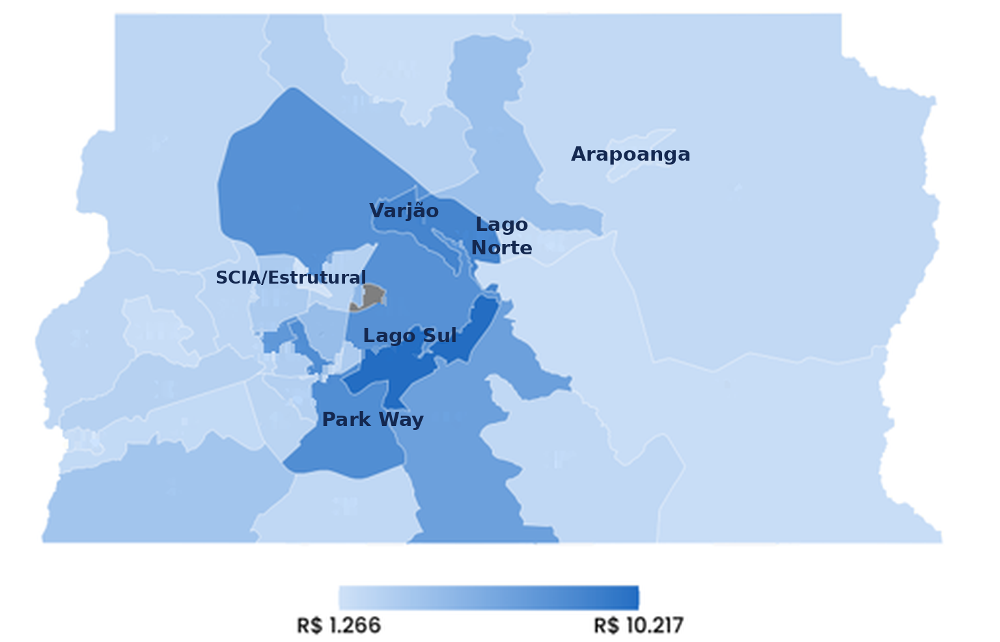 Arapoanga
Varjão
Lago
Norte
SCIA/Estrutural
Lago Sul
Park Way
R$ 1.266
R$ 10.217